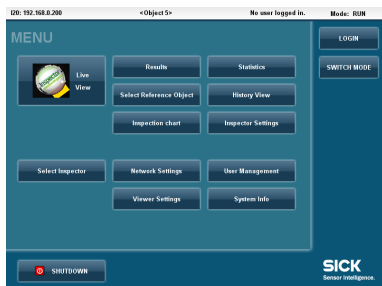 I20: 192.168.0.200 <Object 5> No user logged in. Mode: RUN
MENU
LOGIN
SWITCH MODE
Live
View
Results
Statistics
Select Reference Object
History View
Inspection chart
Inspector Settings
Select Inspector
Network Settings
User Management
Viewer Settings
System Info
SHUTDOWN
SICK
Sensor Intelligence.